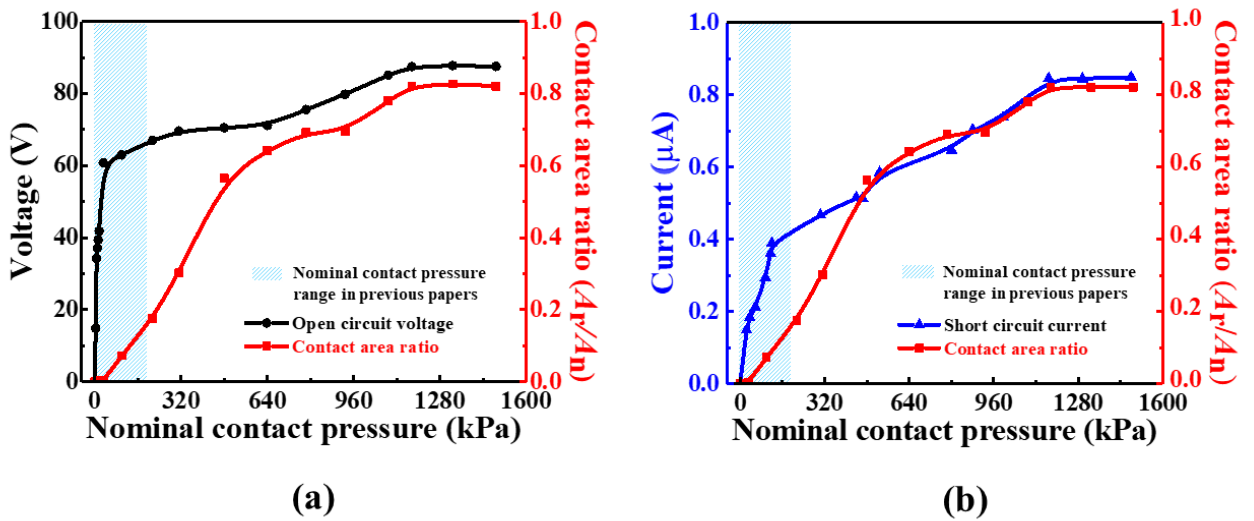 100
80
60
40
20
0
Voltage (V)
1.0
0.8
0.6
0.4
0.2
0.0
Contact area ratio (Ar/An)
Nominal contact pressure
range in previous papers
Open circuit voltage
Contact area ratio
0 320 640 960 1280 1600
Nominal contact pressure (kPa)
(a)
1.0
0.8
0.6
0.4
0.2
0.0
Current (μA)
1.0
0.8
0.6
0.4
0.2
0.0
Contact area ratio (Ar/An)
Nominal contact pressure
range in previous papers
Short circuit current
Contact area ratio
0 320 640 960 1280 1600
Nominal contact pressure (kPa)
(b)